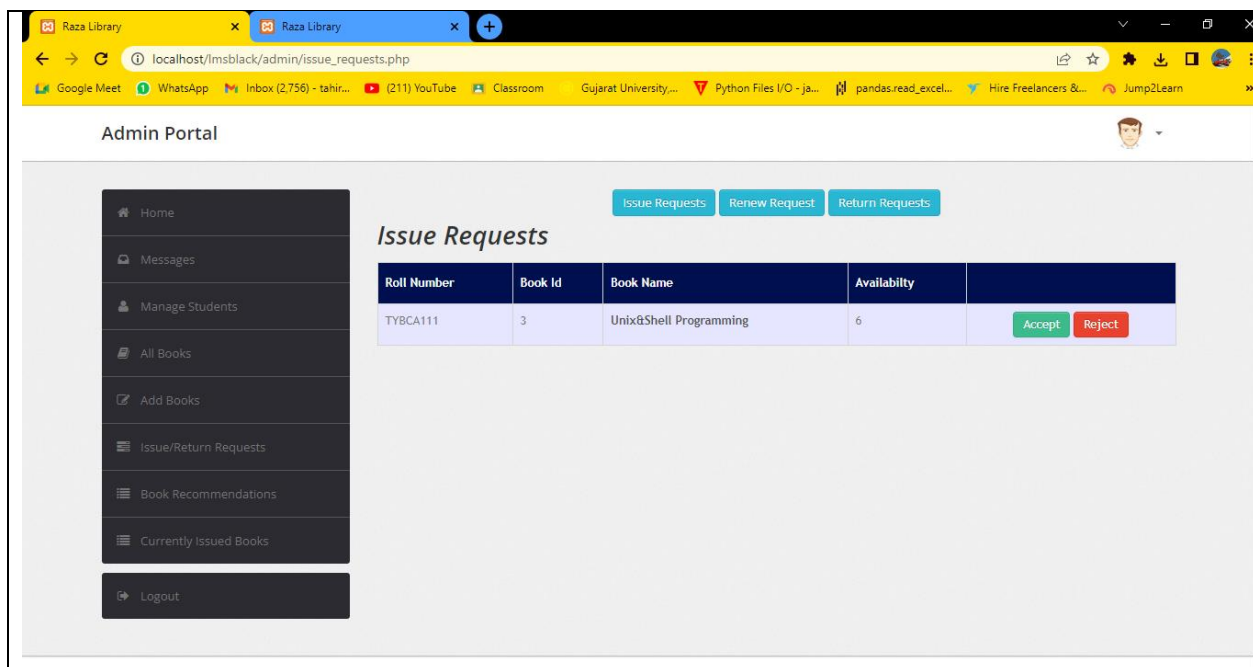 Raza Library
Raza Library
localhost/lmsblack/admin/issue_requests.php
Google Meet WhatsApp Inbox (2,756) - tahir... (211) YouTube Classroom Gujarat University,... Python Files I/O - ja... pandas.read_excel... Hire Freelancers &... Jump2Learn »
Admin Portal
Issue Requests Renew Request Return Requests
Issue Requests
Roll Number Book Id Book Name Availabilty
TYBCA111 3 Unix&Shell Programming 6 Accept Reject
Home
Messages
Manage Students
All Books
Add Books
Issue/Return Requests
Book Recommendations
Currently Issued Books
Logout